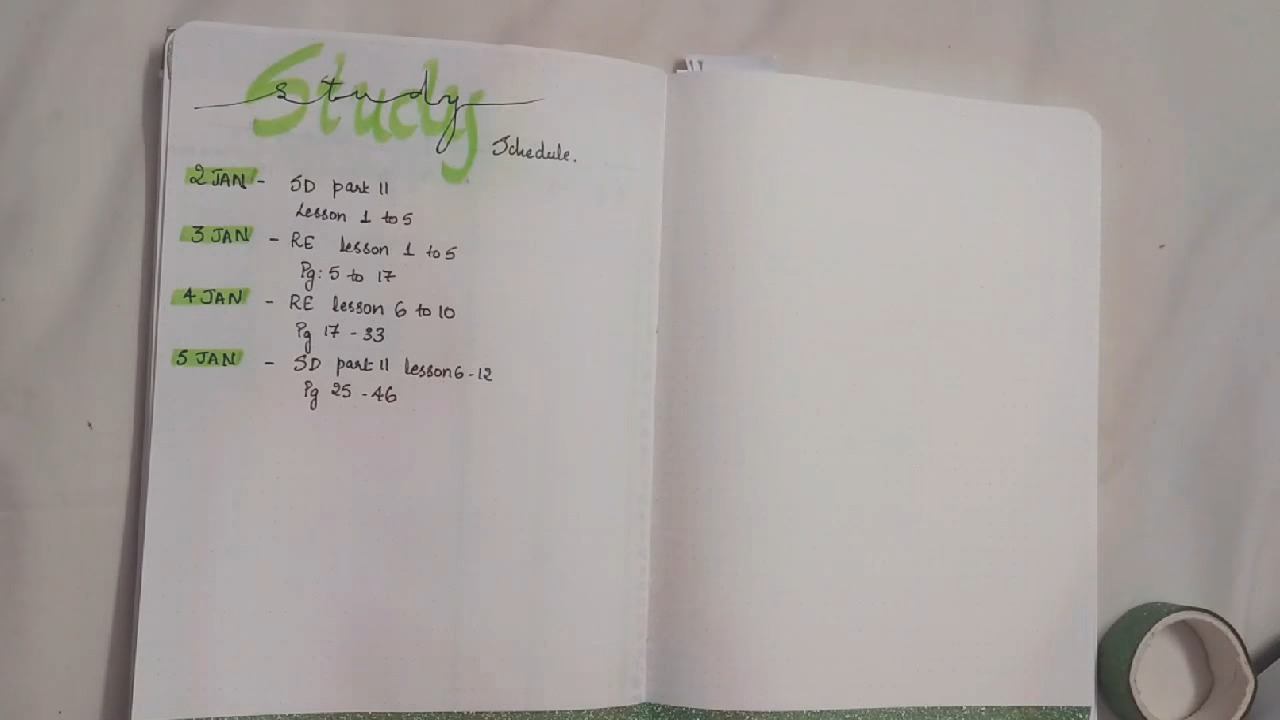 Study
study
Schedule.
2 JAN - SD part II
Lesson 1 to 5
3 JAN - RE lesson 1 to 5
Pg: 5 to 17
4 JAN - RE lesson 6 to 10
Pg 17 - 33
5 JAN - SD part II lesson 6 - 12
Pg 25 - 46